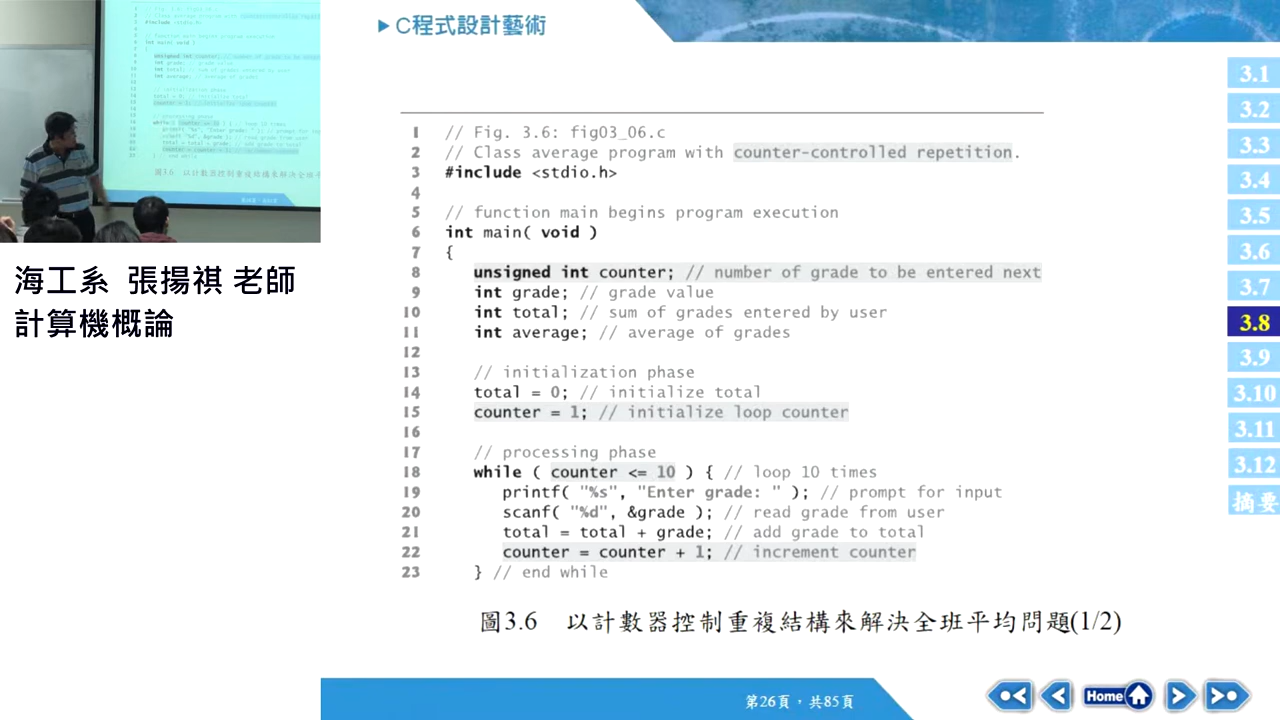 C程式設計藝術
海工系 張揚祺 老師
計算機概論
1 // Fig. 3.6: fig03_06.c
2 // Class average program with counter-controlled repetition.
3 #include <stdio.h>
4
5 // function main begins program execution
6 int main( void )
7 {
8 unsigned int counter; // number of grade to be entered next
9 int grade; // grade value
10 int total; // sum of grades entered by user
11 int average; // average of grades
12
13 // initialization phase
14 total = 0; // initialize total
15 counter = 1; // initialize loop counter
16
17 // processing phase
18 while ( counter <= 10 ) { // loop 10 times
19 printf( "%s", "Enter grade: " ); // prompt for input
20 scanf( "%d", &grade ); // read grade from user
21 total = total + grade; // add grade to total
22 counter = counter + 1; // increment counter
23 } // end while
圖3.6 以計數器控制重複結構來解決全班平均問題(1/2)
3.1
3.2
3.3
3.4
3.5
3.6
3.7
3.8
3.9
3.10
3.11
3.12
摘要
第26頁，共85頁
Home